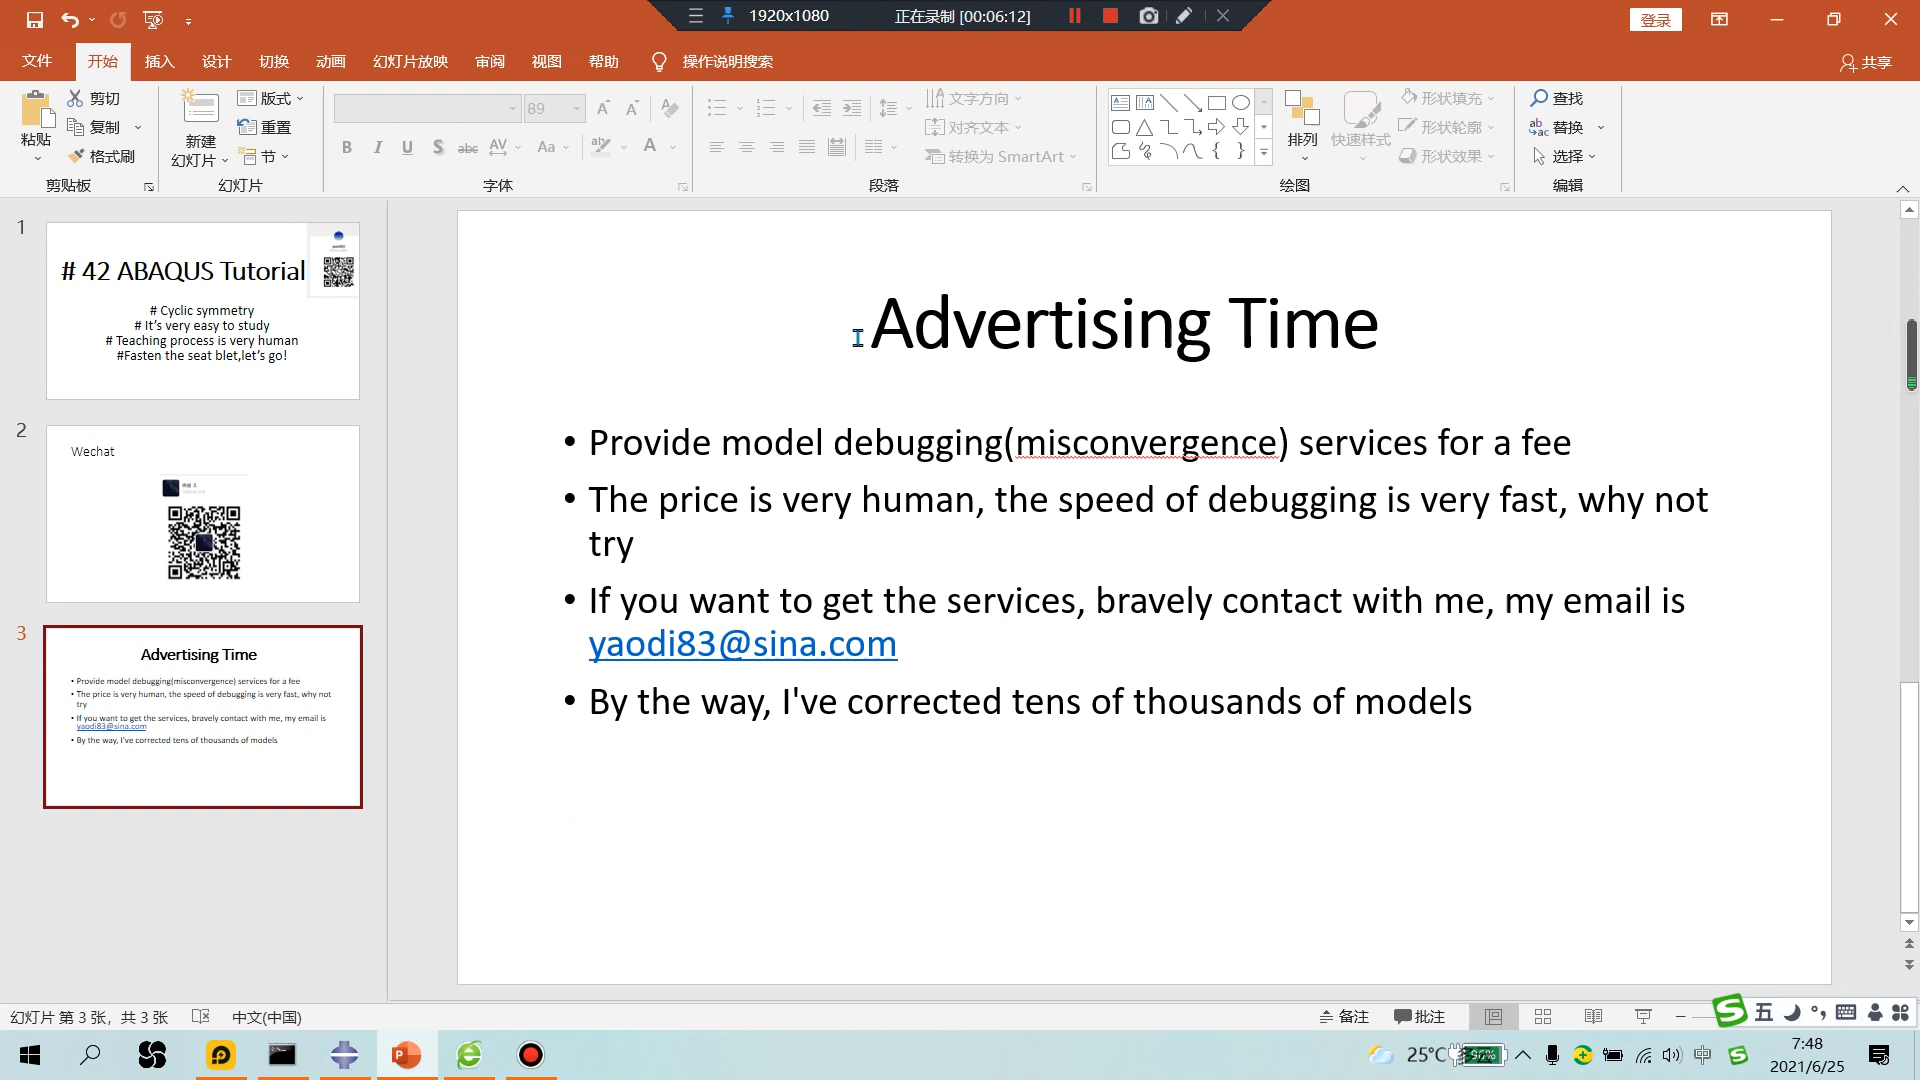 1920x1080
正在录制 [00:06:12]
登录
文件
开始
插入
设计
切换
动画
幻灯片放映
审阅
视图
帮助
操作说明搜索
共享
粘贴
剪切
复制
格式刷
剪贴板
新建
幻灯片
版式
重置
节
幻灯片
89
B I U S abc AV Aa A
字体
文字方向
对齐文本
转换为 SmartArt
段落
排列
快速样式
形状填充
形状轮廓
形状效果
绘图
查找
替换
选择
编辑
1
# 42 ABAQUS Tutorial
# Cyclic symmetry
# It's very easy to study
# Teaching process is very human
#Fasten the seat blet,let's go!
2
Wechat
3
Advertising Time
• Provide model debugging(misconvergence) services for a fee
• The price is very human, the speed of debugging is very fast, why not
try
• If you want to get the services, bravely contact with me, my email is
yaodi83@sina.com
• By the way, I've corrected tens of thousands of models
Advertising Time
• Provide model debugging(misconvergence) services for a fee
• The price is very human, the speed of debugging is very fast, why not
try
• If you want to get the services, bravely contact with me, my email is
yaodi83@sina.com
• By the way, I've corrected tens of thousands of models
幻灯片 第 3 张，共 3 张
中文(中国)
备注
批注
五
25°C
96%
中
7:48
2021/6/25